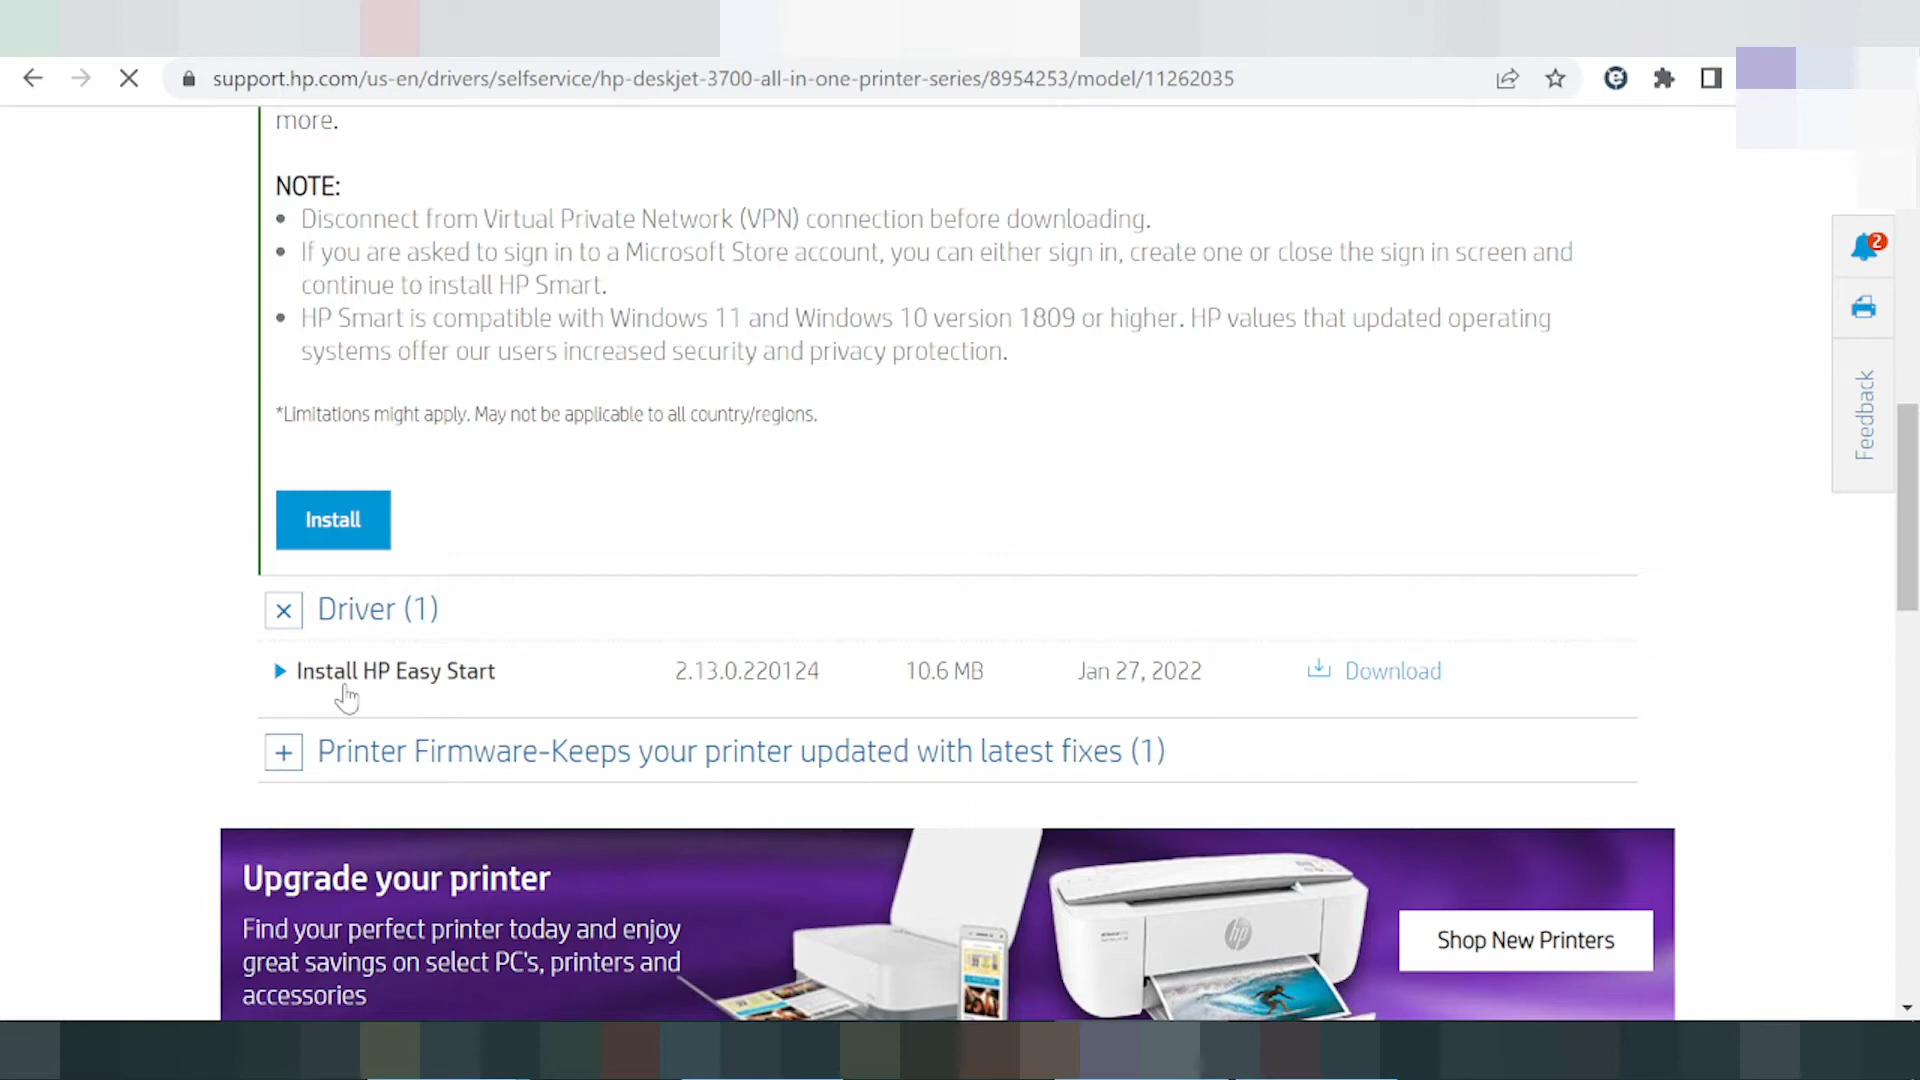 support.hp.com/us-en/drivers/selfservice/hp-deskjet-3700-all-in-one-printer-series/8954253/model/11262035
more.
NOTE:
Disconnect from Virtual Private Network (VPN) connection before downloading.
If you are asked to sign in to a Microsoft Store account, you can either sign in, create one or close the sign in screen and
continue to install HP Smart.
HP Smart is compatible with Windows 11 and Windows 10 version 1809 or higher. HP values that updated operating
systems offer our users increased security and privacy protection.
*Limitations might apply. May not be applicable to all country/regions.
Install
Driver (1)
Install HP Easy Start 2.13.0.220124 10.6 MB Jan 27, 2022 Download
Printer Firmware-Keeps your printer updated with latest fixes (1)
Upgrade your printer
Find your perfect printer today and enjoy
great savings on select PC's, printers and
accessories
hp
Shop New Printers
2
Feedback